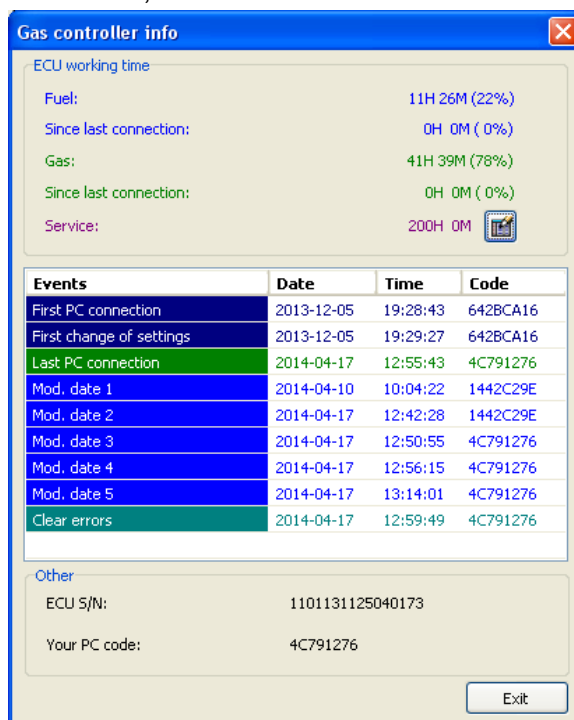 Gas controller info
ECU working time
Fuel: 11H 26M (22%)
Since last connection: 0H 0M ( 0%)
Gas: 41H 39M (78%)
Since last connection: 0H 0M ( 0%)
Service: 200H 0M
Events Date Time Code
First PC connection 2013-12-05 19:28:43 642BCA16
First change of settings 2013-12-05 19:29:27 642BCA16
Last PC connection 2014-04-17 12:55:43 4C791276
Mod. date 1 2014-04-10 10:04:22 1442C29E
Mod. date 2 2014-04-17 12:42:28 1442C29E
Mod. date 3 2014-04-17 12:50:55 4C791276
Mod. date 4 2014-04-17 12:56:15 4C791276
Mod. date 5 2014-04-17 13:14:01 4C791276
Clear errors 2014-04-17 12:59:49 4C791276
Other
ECU S/N: 1101131125040173
Your PC code: 4C791276
Exit